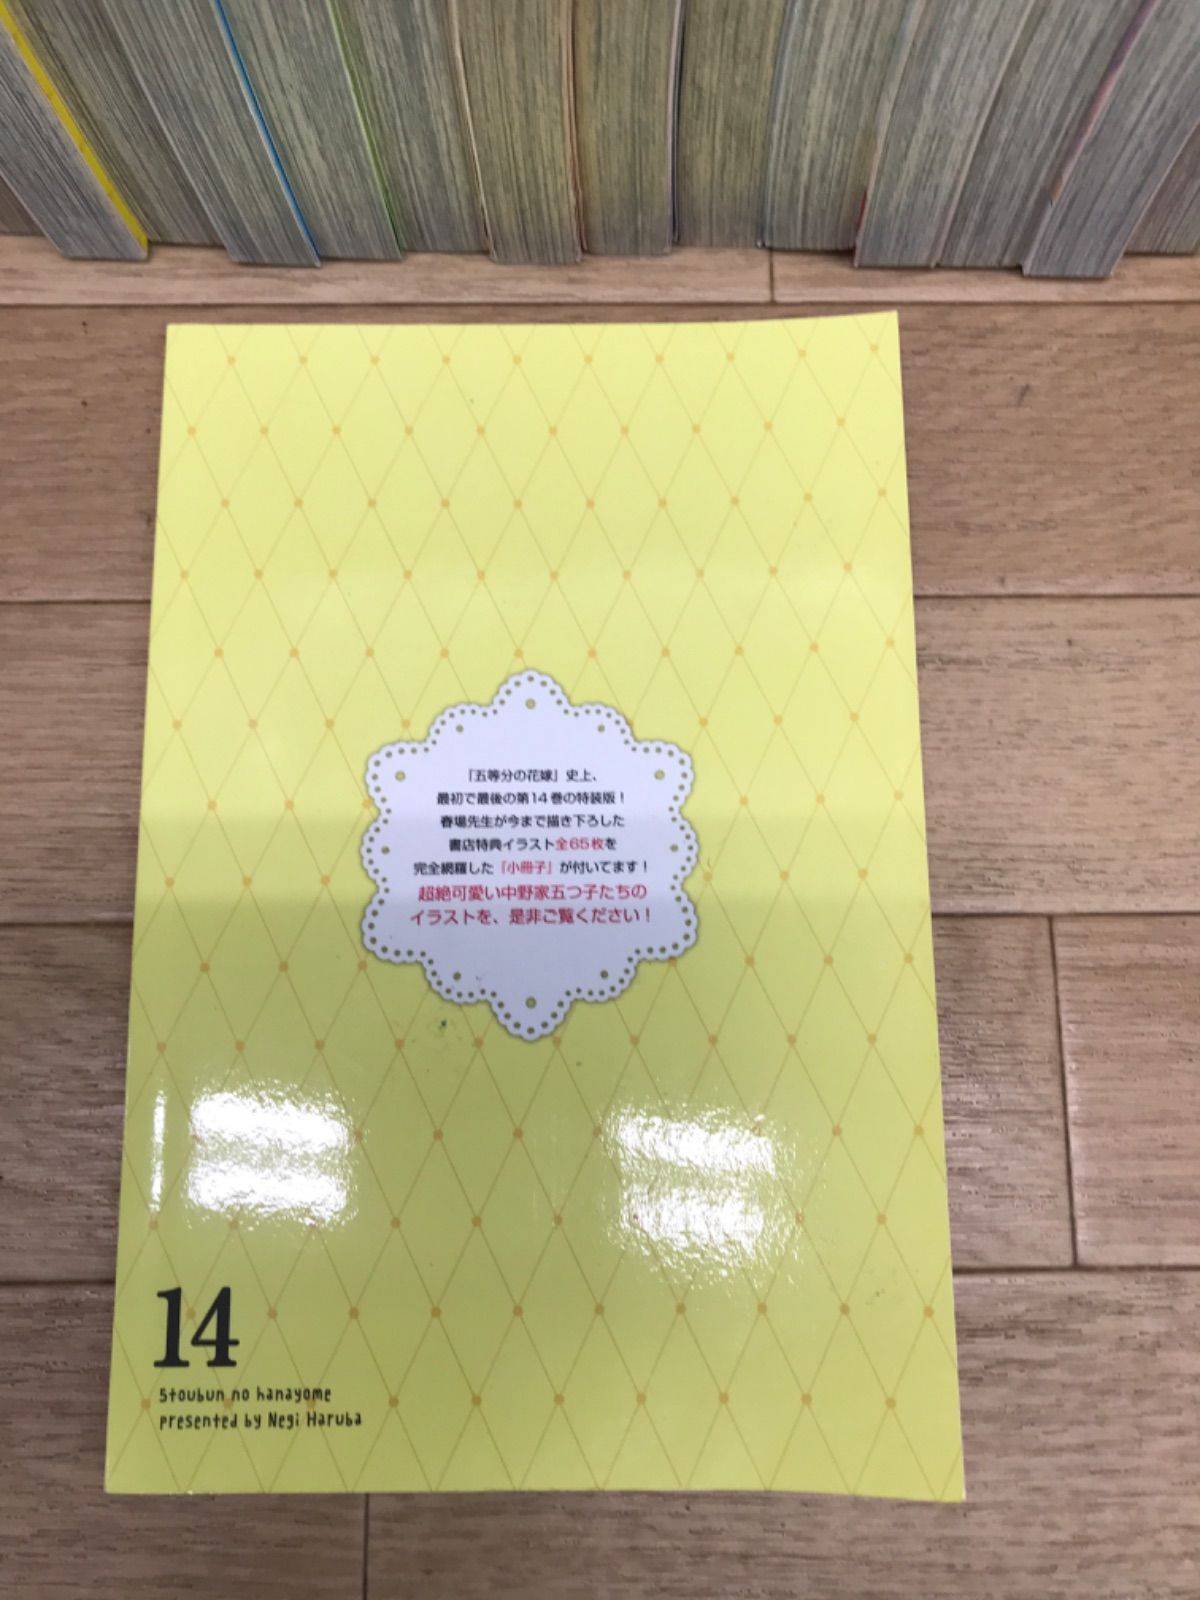 『五等分の花嫁』史上、
最初で最後の第14巻の特装版！
春場先生が今まで描き下ろした
書店特典イラスト全65枚を
完全網羅した『小冊子』が付いてます！
超絶可愛い中野家五つ子たちの
イラストを、是非ご覧ください！
14
5toubun no hanayome
presented by Negi Haruba